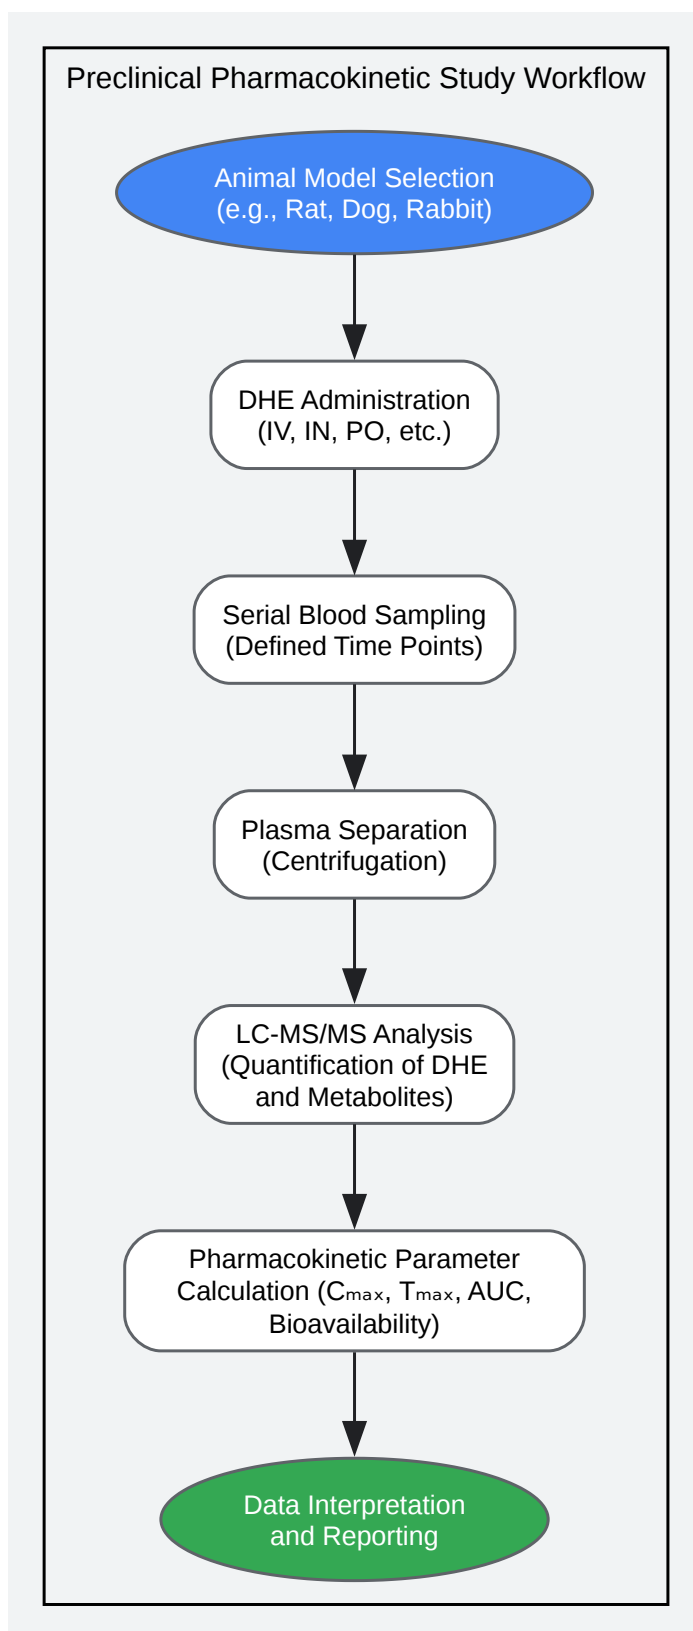 Preclinical Pharmacokinetic Study Workflow
Animal Model Selection
(e.g., Rat, Dog, Rabbit)
DHE Administration
(IV, IN, PO, etc.)
Serial Blood Sampling
(Defined Time Points)
Plasma Separation
(Centrifugation)
LC-MS/MS Analysis
(Quantification of DHE
and Metabolites)
Pharmacokinetic Parameter
Calculation (Cₘₐₓ, Tₘₐₓ, AUC,
Bioavailability)
Data Interpretation
and Reporting